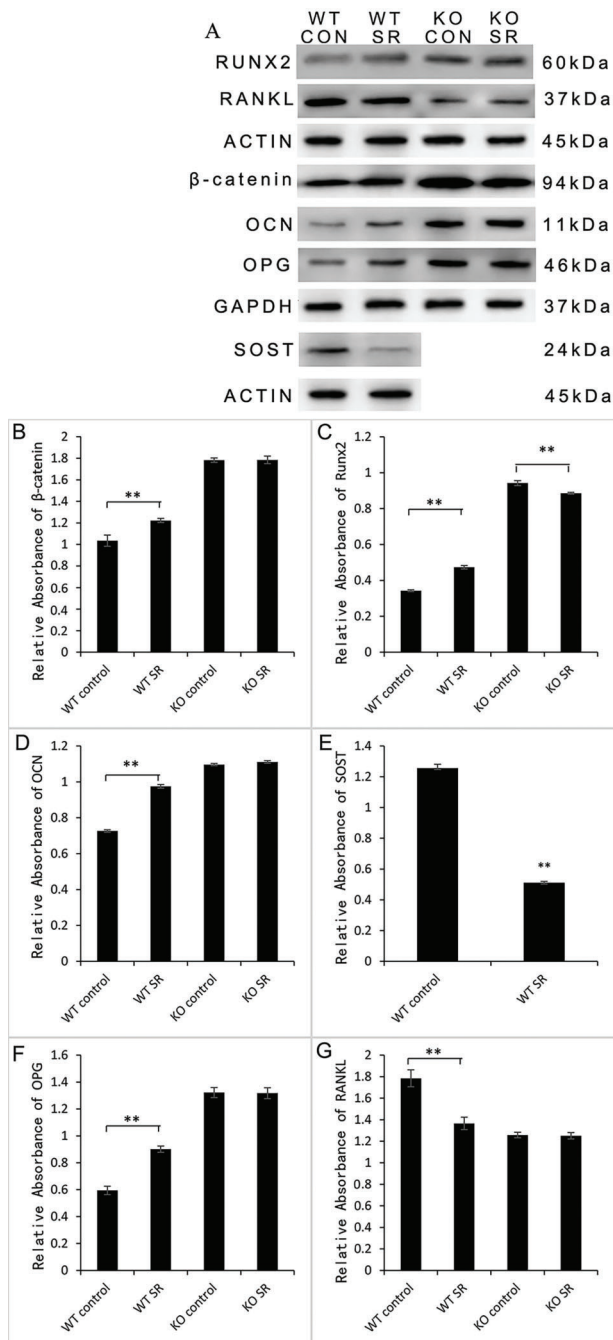 A
WT WT KO KO
CON SR CON SR
RUNX2 60kDa
RANKL 37kDa
ACTIN 45kDa
β-catenin 94kDa
OCN 11kDa
OPG 46kDa
GAPDH 37kDa
SOST 24kDa
ACTIN 45kDa
B
Relative Absorbance of β-catenin
2
1.8
1.6
1.4
1.2
1
0.8
0.6
0.4
0.2
0
**
WT control
WT SR
KO control
KO SR
C
Relative Absorbance of Runx2
1.2
1
0.8
0.6
0.4
0.2
0
**
**
WT control
WT SR
KO control
KO SR
D
Relative Absorbance of OCN
1.2
1
0.8
0.6
0.4
0.2
0
**
WT control
WT SR
KO control
KO SR
E
Relative Absorbance of SOST
1.4
1.2
1
0.8
0.6
0.4
0.2
0
**
WT control
WT SR
F
Relative Absorbance of OPG
1.6
1.4
1.2
1
0.8
0.6
0.4
0.2
0
**
WT control
WT SR
KO control
KO SR
G
Relative Absorbance of RANKL
2
1.8
1.6
1.4
1.2
1
0.8
0.6
0.4
0.2
0
**
WT control
WT SR
KO control
KO SR